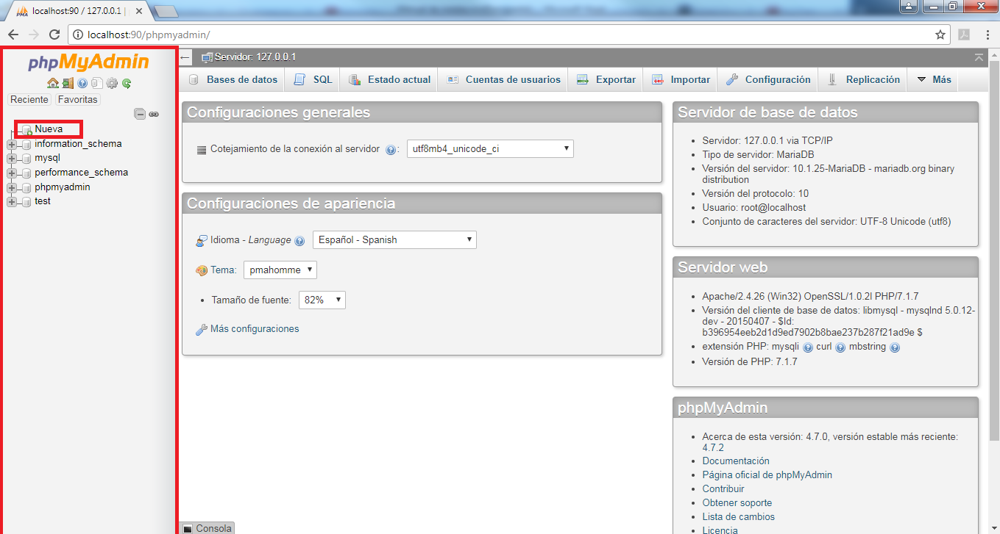 localhost:90 / 127.0.0.1 |
localhost:90/phpmyadmin/
phpMyAdmin
Reciente Favoritas
Nueva
information_schema
mysql
performance_schema
phpmyadmin
test
Servidor: 127.0.0.1
Bases de datos SQL Estado actual Cuentas de usuarios Exportar Importar Configuración Replicación Más
Configuraciones generales
Cotejamiento de la conexión al servidor : utf8mb4_unicode_ci
Configuraciones de apariencia
Idioma - Language Español - Spanish
Tema: pmahomme
Tamaño de fuente: 82%
Más configuraciones
Servidor de base de datos
Servidor: 127.0.0.1 via TCP/IP
Tipo de servidor: MariaDB
Versión del servidor: 10.1.25-MariaDB - mariadb.org binary
distribution
Versión del protocolo: 10
Usuario: root@localhost
Conjunto de caracteres del servidor: UTF-8 Unicode (utf8)
Servidor web
Apache/2.4.26 (Win32) OpenSSL/1.0.2l PHP/7.1.7
Versión del cliente de base de datos: libmysql - mysqlnd 5.0.12-
dev - 20150407 - $Id:
b396954eeb2d1d9ed7902b8bae237b287f21ad9e $
extensión PHP: mysqli curl mbstring
Versión de PHP: 7.1.7
phpMyAdmin
Acerca de esta versión: 4.7.0, versión estable más reciente:
4.7.2
Documentación
Página oficial de phpMyAdmin
Contribuir
Obtener soporte
Lista de cambios
Licencia
Consola